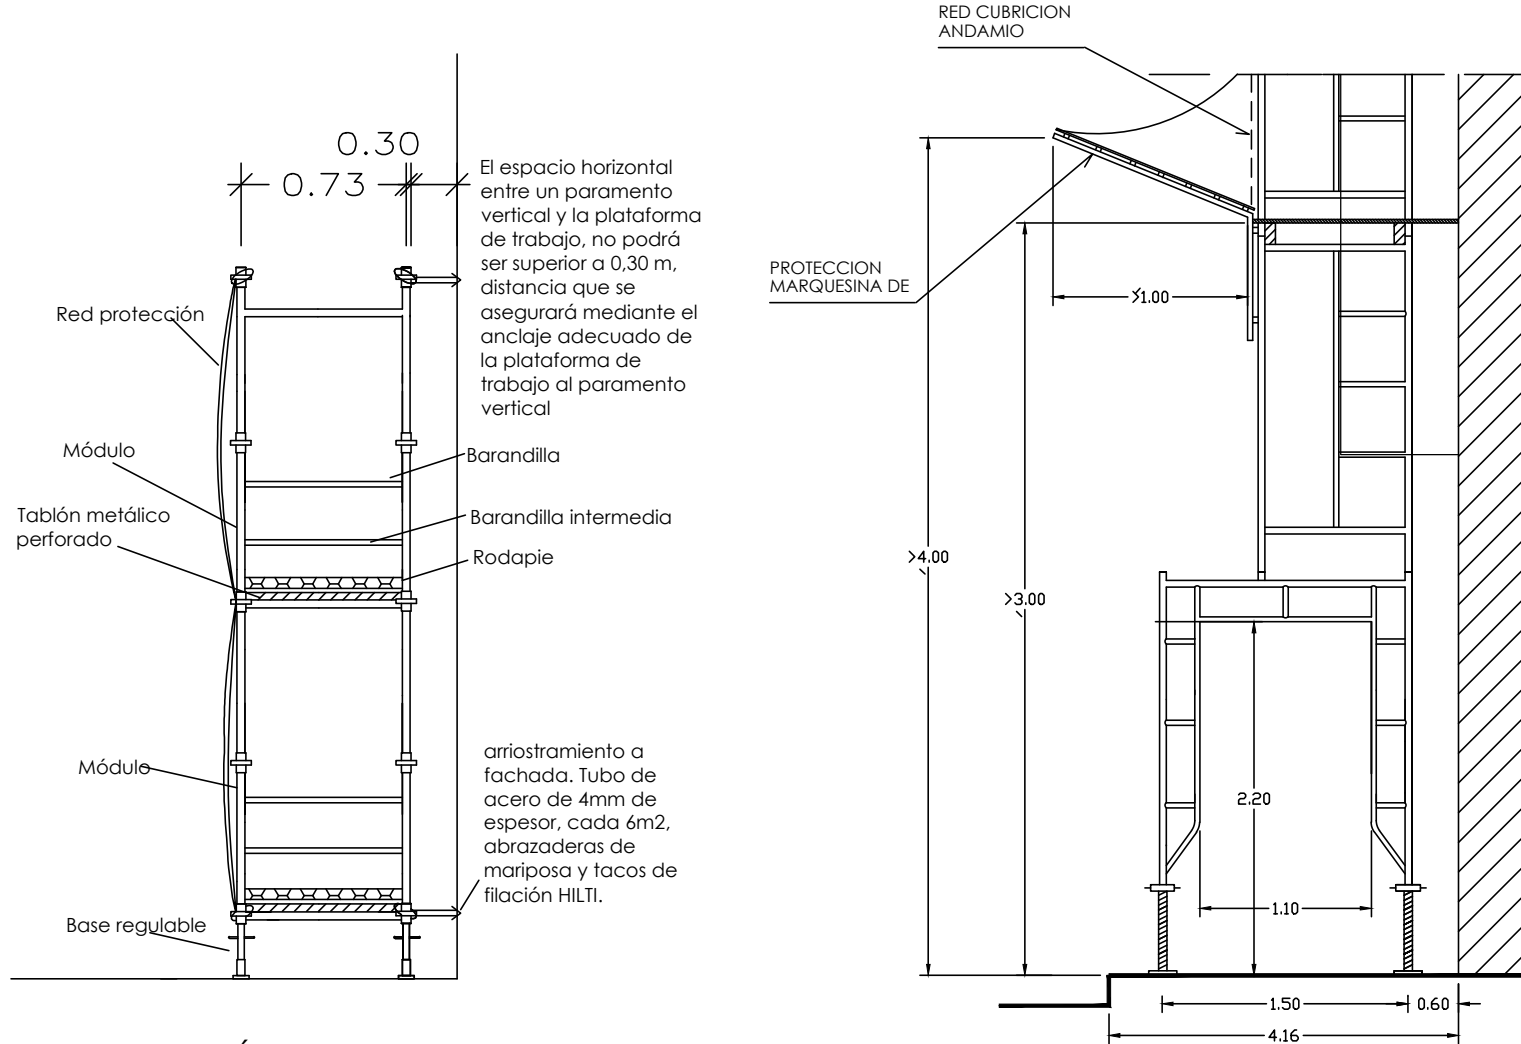 0.30
0.73
El espacio horizontal
entre un paramento
vertical y la plataforma
de trabajo, no podrá
ser superior a 0,30 m,
distancia que se
asegurará mediante el
anclaje adecuado de
la plataforma de
trabajo al paramento
vertical
Red protección
Módulo
Barandilla
Tablón metálico
perforado
Barandilla intermedia
Rodapie
Módulo
arriostramiento a
fachada. Tubo de
acero de 4mm de
espesor, cada 6m2,
abrazaderas de
mariposa y tacos de
filación HILTI.
Base regulable
RED CUBRICION
ANDAMIO
PROTECCION
MARQUESINA DE
>1.00
>4.00
>3.00
2.20
1.10
1.50
0.60
4.16